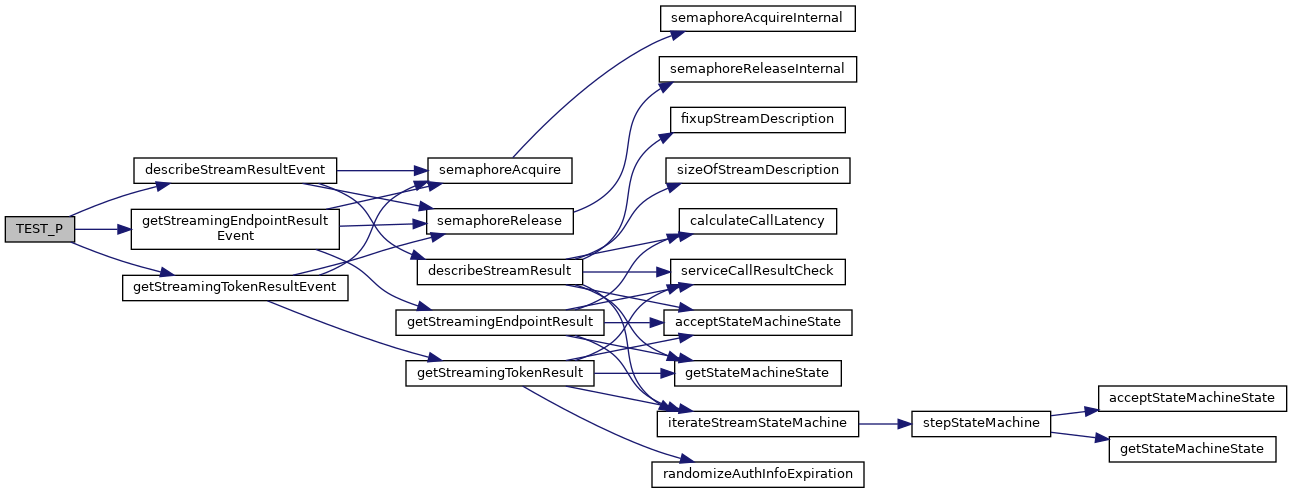 TEST_P
describeStreamResultEvent
getStreamingEndpointResult
Event
getStreamingTokenResultEvent
semaphoreAcquire
semaphoreRelease
describeStreamResult
getStreamingEndpointResult
getStreamingTokenResult
semaphoreAcquireInternal
semaphoreReleaseInternal
fixupStreamDescription
sizeOfStreamDescription
calculateCallLatency
serviceCallResultCheck
acceptStateMachineState
getStateMachineState
iterateStreamStateMachine
randomizeAuthInfoExpiration
stepStateMachine
acceptStateMachineState
getStateMachineState